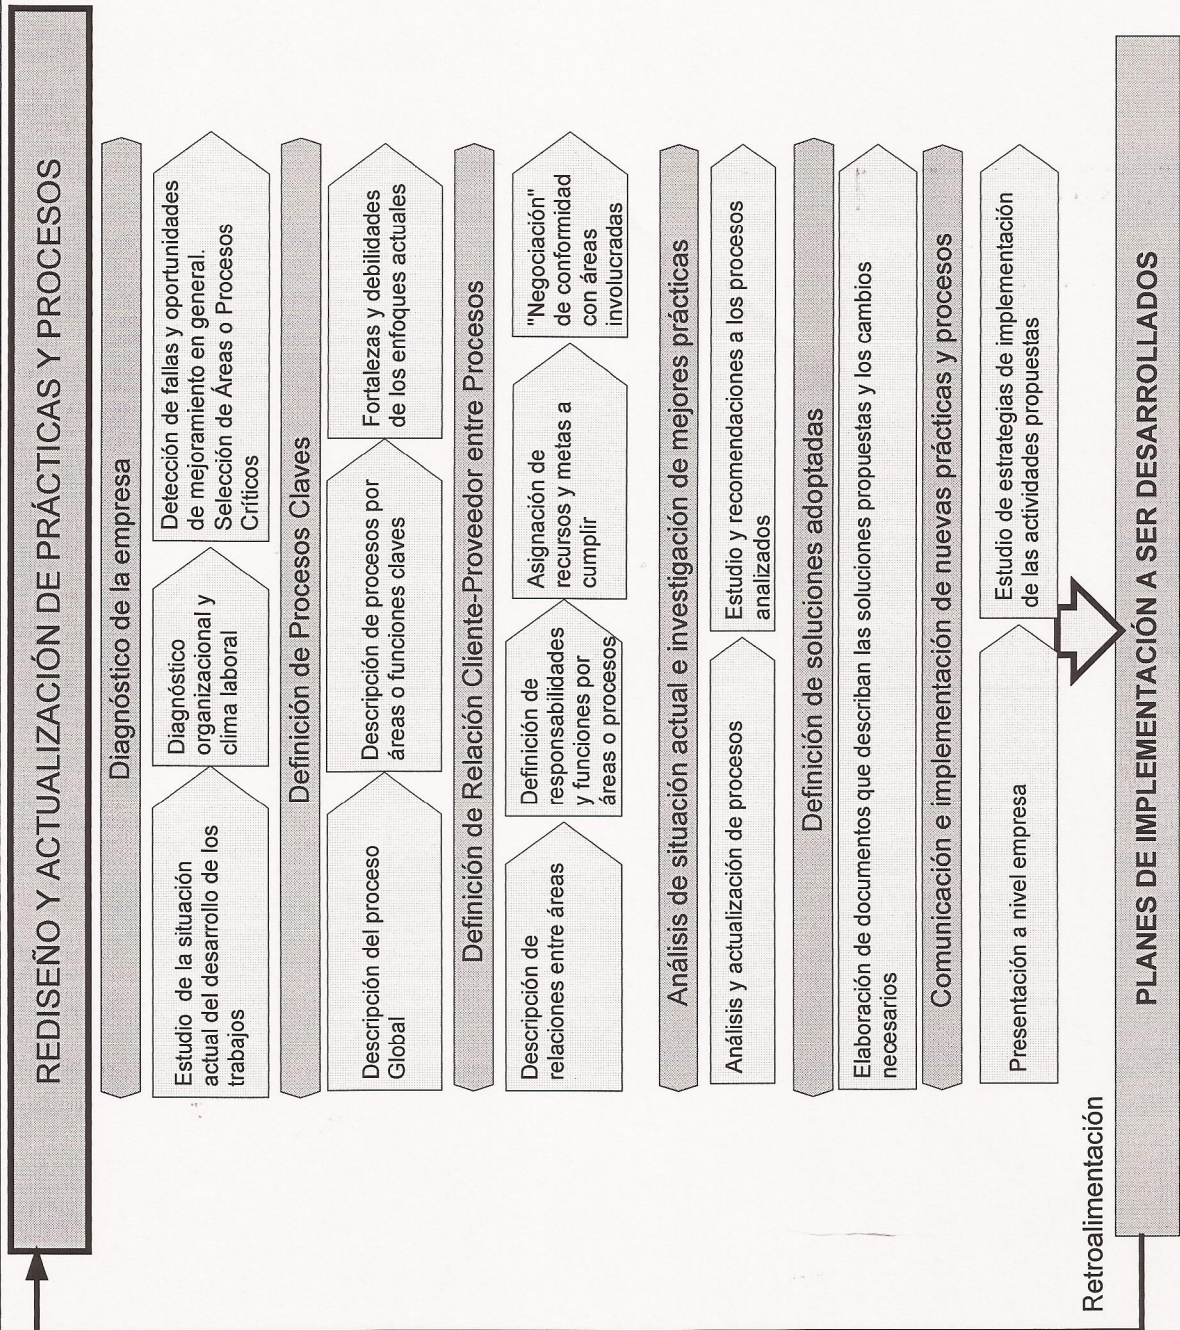 REDISEÑO Y ACTUALIZACIÓN DE PRÁCTICAS Y PROCESOS
Diagnóstico de la empresa
Estudio de la situación
actual del desarrollo de los
trabajos
Diagnóstico
organizacional y
clima laboral
Detección de fallas y oportunidades
de mejoramiento en general.
Selección de Áreas o Procesos
Críticos
Definición de Procesos Claves
Descripción del proceso
Global
Descripción de procesos por
áreas o funciones claves
Fortalezas y debilidades
de los enfoques actuales
Definición de Relación Cliente-Proveedor entre Procesos
Descripción de
relaciones entre áreas
Definición de
responsabilidades
y funciones por
áreas o procesos
Asignación de
recursos y metas a
cumplir
"Negociación"
de conformidad
con áreas
involucradas
Análisis de situación actual e investigación de mejores prácticas
Análisis y actualización de procesos
Estudio y recomendaciones a los procesos
analizados
Definición de soluciones adoptadas
Elaboración de documentos que describan las soluciones propuestas y los cambios
necesarios
Comunicación e implementación de nuevas prácticas y procesos
Presentación a nivel empresa
Estudio de estrategias de implementación
de las actividades propuestas
Retroalimentación
PLANES DE IMPLEMENTACIÓN A SER DESARROLLADOS